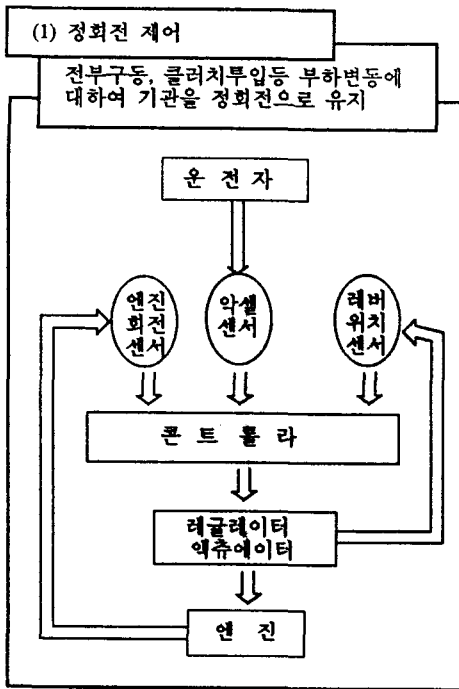 (1) 정회전 제어
전부구동, 클러치투입등 부하변동에
대하여 기관을 정회전으로 유지
운 전 자
엔진
회전
센서
악셀
센서
레버
위치
센서
콘 트 롤 라
레귤레이터
액츄에이터
엔 진